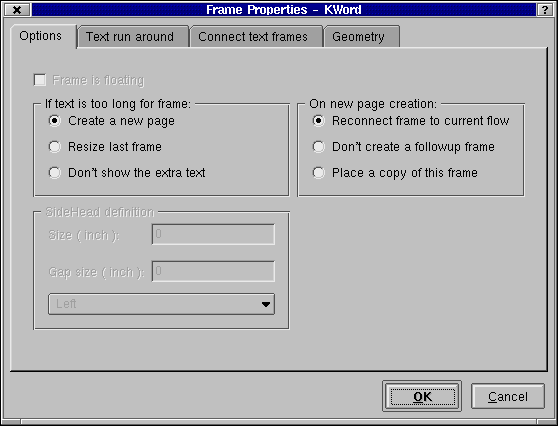 Frame Properties - KWord
?
Options Text run around Connect text frames Geometry
Frame is floating
If text is too long for frame:
Create a new page
Resize last frame
Don't show the extra text
On new page creation:
Reconnect frame to current flow
Don't create a followup frame
Place a copy of this frame
SideHead definition
Size ( inch ): 0
Gap size ( inch ): 0
Left
OK Cancel